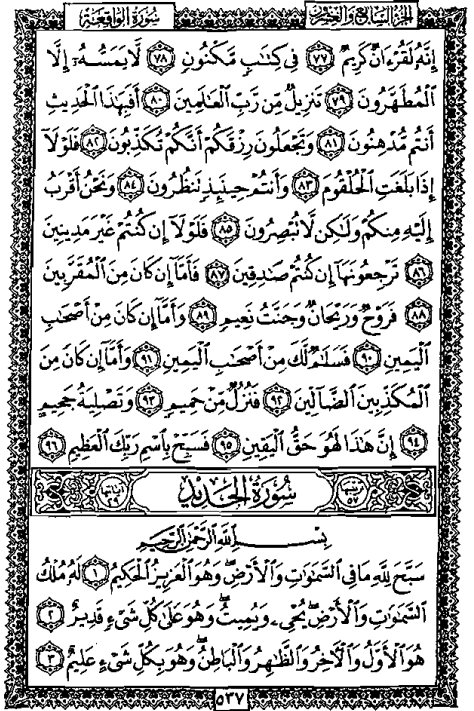 الجزء السابع والعشرون سورة الواقعة
إِنَّهُۥ لَقُرْءَانٌ كَرِيمٌ ٧٧ فِى كِتَـٰبٍ مَّكْنُونٍ ٧٨ لَّا يَمَسُّهُۥٓ إِلَّا
ٱلْمُطَهَّرُونَ ٧٩ تَنزِيلٌ مِّن رَّبِّ ٱلْعَـٰلَمِينَ ٨٠ أَفَبِهَـٰذَا ٱلْحَدِيثِ
أَنتُم مُّدْهِنُونَ ٨١ وَتَجْعَلُونَ رِزْقَكُمْ أَنَّكُمْ تُكَذِّبُونَ ٨٢ فَلَوْلَآ
إِذَا بَلَغَتِ ٱلْحُلْقُومَ ٨٣ وَأَنتُمْ حِينَئِذٍ تَنظُرُونَ ٨٤ وَنَحْنُ أَقْرَبُ
إِلَيْهِ مِنكُمْ وَلَـٰكِن لَّا تُبْصِرُونَ ٨٥ فَلَوْلَآ إِن كُنتُمْ غَيْرَ مَدِينِينَ
٨٦ تَرْجِعُونَهَآ إِن كُنتُمْ صَـٰدِقِينَ ٨٧ فَأَمَّآ إِن كَانَ مِنَ ٱلْمُقَرَّبِينَ
٨٨ فَرَوْحٌ وَرَيْحَانٌ وَجَنَّتُ نَعِيمٍ ٨٩ وَأَمَّآ إِن كَانَ مِنْ أَصْحَـٰبِ
ٱلْيَمِينِ ٩٠ فَسَلَـٰمٌ لَّكَ مِنْ أَصْحَـٰبِ ٱلْيَمِينِ ٩١ وَأَمَّآ إِن كَانَ مِنَ
ٱلْمُكَذِّبِينَ ٱلضَّآلِّينَ ٩٢ فَنُزُلٌ مِّنْ حَمِيمٍ ٩٣ وَتَصْلِيَةُ جَحِيمٍ
٩٤ إِنَّ هَـٰذَا لَهُوَ حَقُّ ٱلْيَقِينِ ٩٥ فَسَبِّحْ بِٱسْمِ رَبِّكَ ٱلْعَظِيمِ ٩٦
ترتيبها ٥٧ سُورَةُ الحَدِيدِ آياتها ٢٩
بِسْمِ ٱللَّهِ ٱلرَّحْمَـٰنِ ٱلرَّحِيمِ
سَبَّحَ لِلَّهِ مَا فِى ٱلسَّمَـٰوَٰتِ وَٱلْأَرْضِ ۖ وَهُوَ ٱلْعَزِيزُ ٱلْحَكِيمُ ١ لَهُۥ مُلْكُ
ٱلسَّمَـٰوَٰتِ وَٱلْأَرْضِ ۖ يُحْىِۦ وَيُمِيتُ ۖ وَهُوَ عَلَىٰ كُلِّ شَىْءٍ قَدِيرٌ ٢
هُوَ ٱلْأَوَّلُ وَٱلْـَٔاخِرُ وَٱلظَّـٰهِرُ وَٱلْبَاطِنُ ۖ وَهُوَ بِكُلِّ شَىْءٍ عَلِيمٌ ٣
٥٣٧